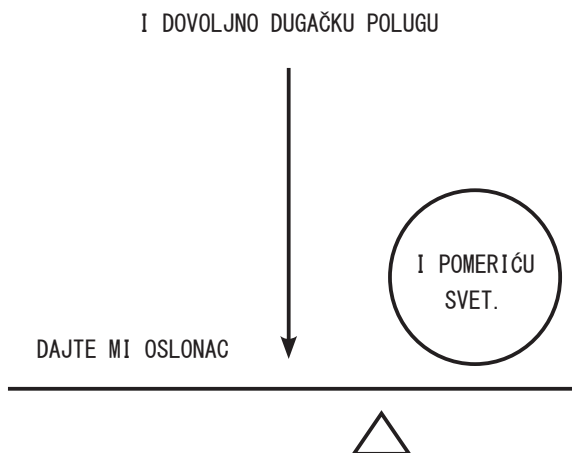 I DOVOLJNO DUGAČKU POLUGU
I POMERIĆU
SVET.
DAJTE MI OSLONAC